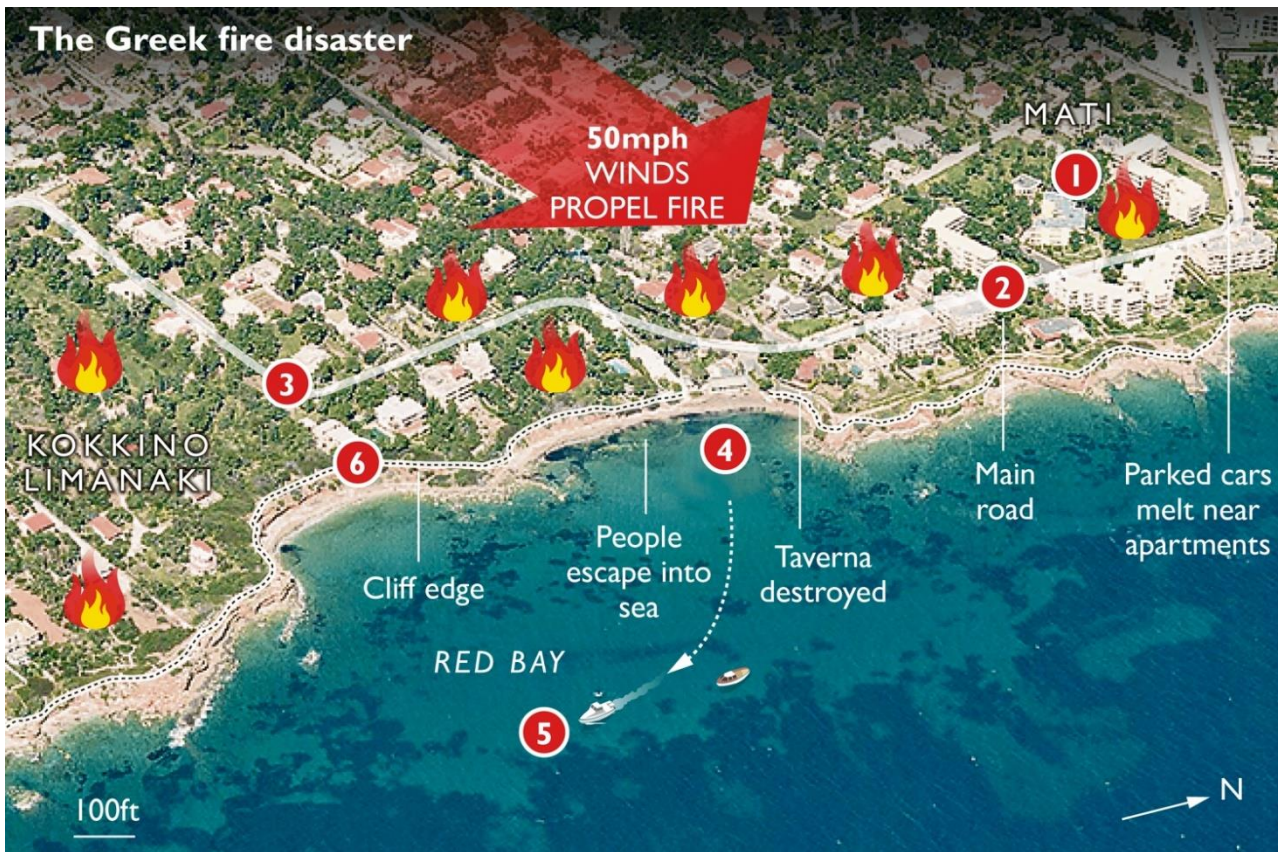 The Greek fire disaster
50mph
WINDS
PROPEL FIRE
MATI
1
2
3
KOKKINO
LIMANAKI
6
4
Cliff edge
People
escape into
sea
Taverna
destroyed
Main
road
Parked cars
melt near
apartments
RED BAY
5
100ft
N